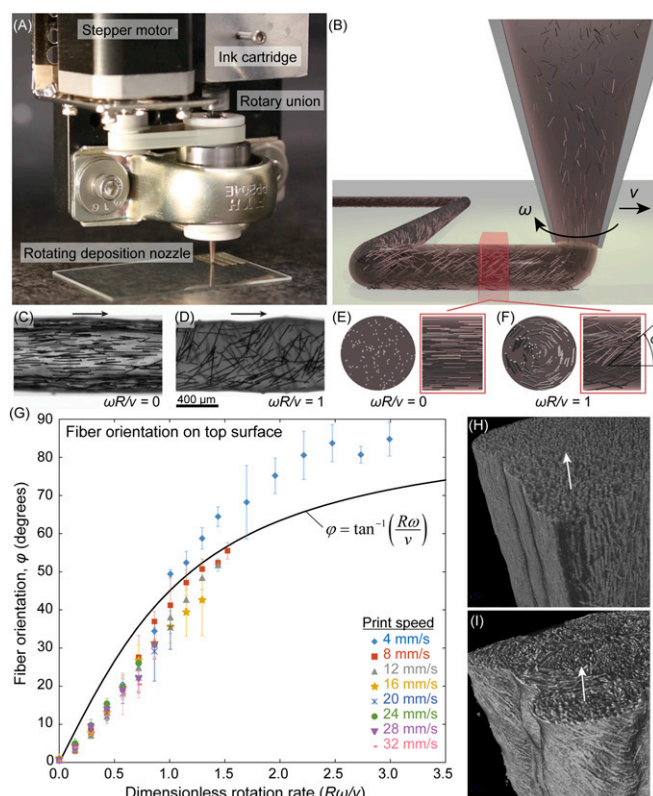 (A)
Stepper motor
Ink cartridge
Rotary union
Rotating deposition nozzle
(B)
ω
v
(C)
(D)
ωR/v = 0
400 μm
ωR/v = 1
(E)
(F)
ωR/v = 0
ωR/v = 1
(G)
Fiber orientation on top surface
90
80
70
60
50
40
30
20
10
0
Fiber orientation, φ (degrees)
φ = tan⁻¹(Rω/v)
Print speed
4 mm/s
8 mm/s
12 mm/s
16 mm/s
20 mm/s
24 mm/s
28 mm/s
32 mm/s
0.0
0.5
1.0
1.5
2.0
2.5
3.0
3.5
Dimensionless rotation rate (Rω/v)
(H)
(I)